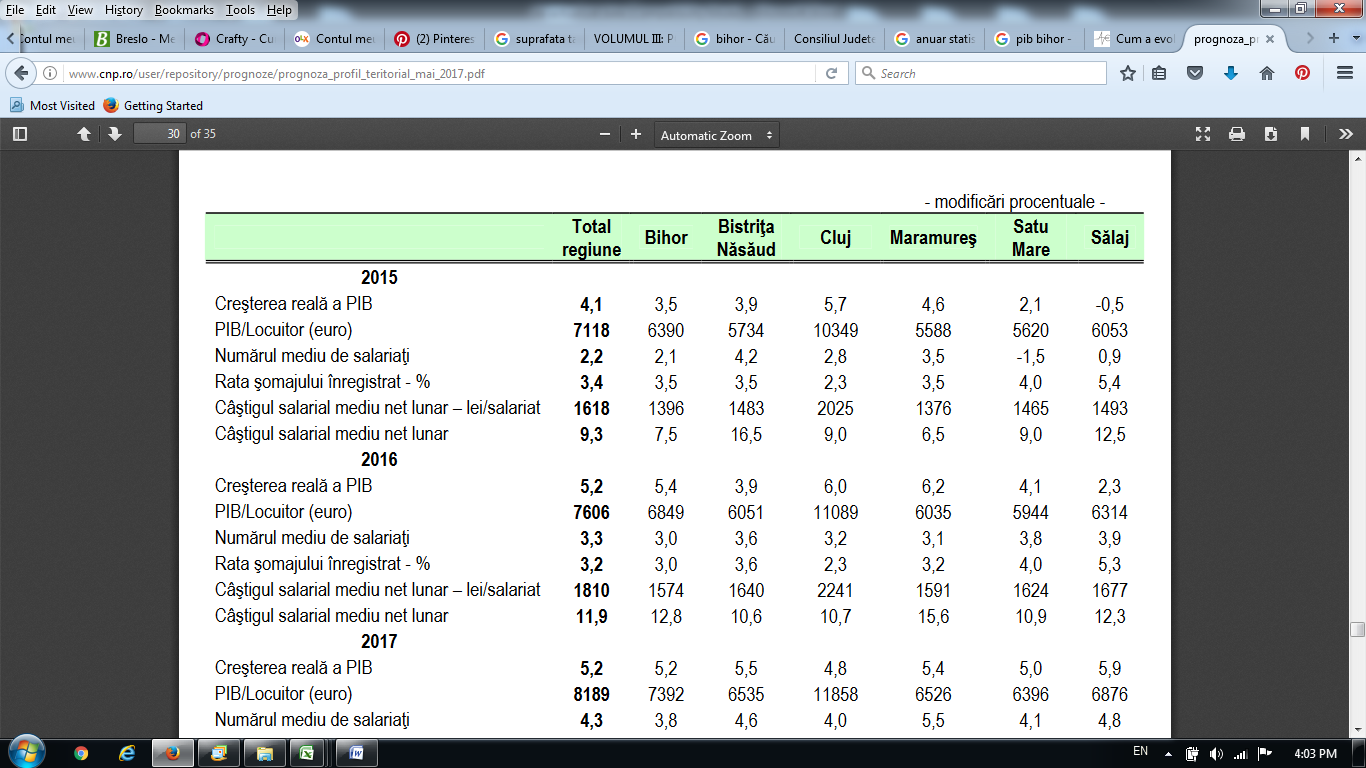 File Edit View History Bookmarks Tools Help
ontul meu Breslo - Me Crafty - Cu Contul meu (2) Pinteres suprafata ta VOLUMUL III: P bihor - Cău Consiliul Judete anuar statis pib bihor - Cum a evol prognoza_pr
www.cnp.ro/user/repository/prognoze/prognoza_profil_teritorial_mai_2017.pdf Search
Most Visited Getting Started
30 of 35 Automatic Zoom
- modificări procentuale -
Total regiune Bihor Bistriţa Năsăud Cluj Maramureş Satu Mare Sălaj
2015
Creşterea reală a PIB 4,1 3,5 3,9 5,7 4,6 2,1 -0,5
PIB/Locuitor (euro) 7118 6390 5734 10349 5588 5620 6053
Numărul mediu de salariaţi 2,2 2,1 4,2 2,8 3,5 -1,5 0,9
Rata şomajului înregistrat - % 3,4 3,5 3,5 2,3 3,5 4,0 5,4
Câştigul salarial mediu net lunar – lei/salariat 1618 1396 1483 2025 1376 1465 1493
Câştigul salarial mediu net lunar 9,3 7,5 16,5 9,0 6,5 9,0 12,5
2016
Creşterea reală a PIB 5,2 5,4 3,9 6,0 6,2 4,1 2,3
PIB/Locuitor (euro) 7606 6849 6051 11089 6035 5944 6314
Numărul mediu de salariaţi 3,3 3,0 3,6 3,2 3,1 3,8 3,9
Rata şomajului înregistrat - % 3,2 3,0 3,6 2,3 3,2 4,0 5,3
Câştigul salarial mediu net lunar – lei/salariat 1810 1574 1640 2241 1591 1624 1677
Câştigul salarial mediu net lunar 11,9 12,8 10,6 10,7 15,6 10,9 12,3
2017
Creşterea reală a PIB 5,2 5,2 5,5 4,8 5,4 5,0 5,9
PIB/Locuitor (euro) 8189 7392 6535 11858 6526 6396 6876
Numărul mediu de salariaţi 4,3 3,8 4,6 4,0 5,5 4,1 4,8
EN 4:03 PM